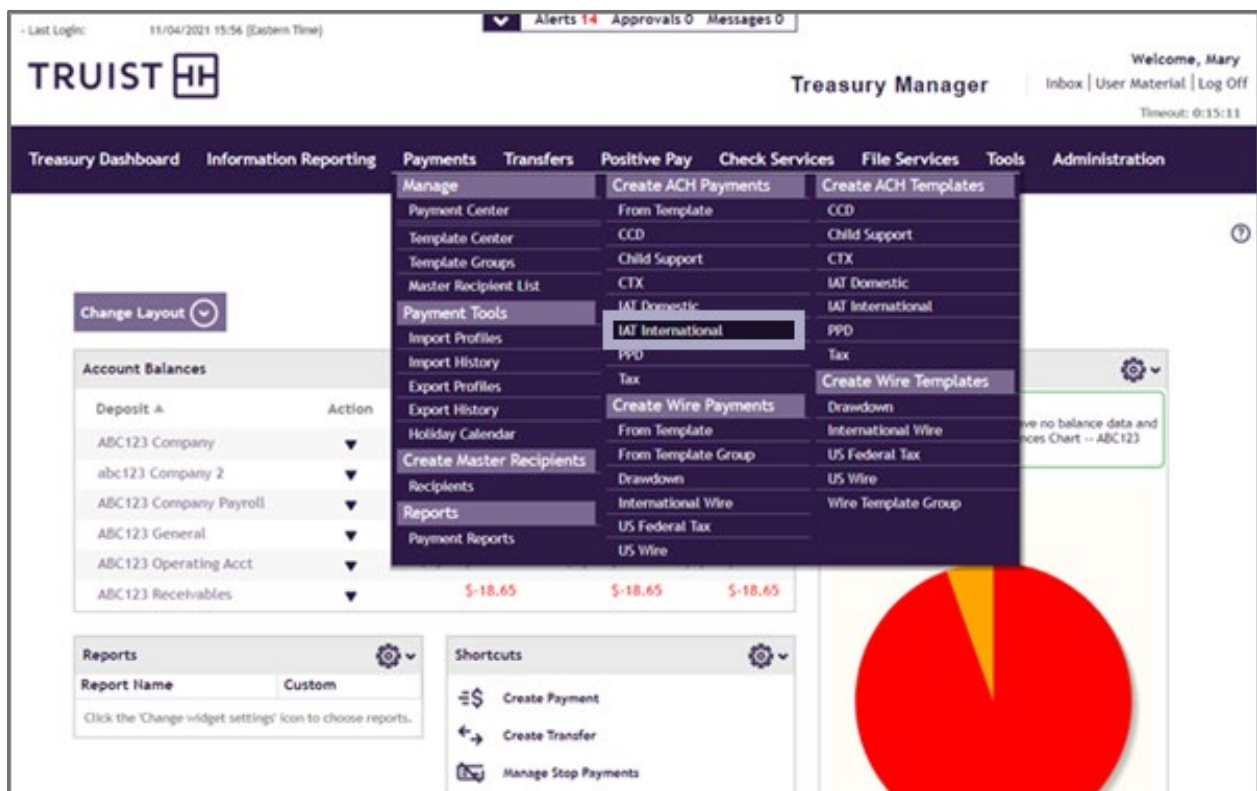 - Last Login: 11/04/2021 15:56 (Eastern Time)
Alerts 14 Approvals 0 Messages 0
TRUIST
Treasury Manager
Welcome, Mary
Inbox | User Material | Log Off
Timeout: 0:15:11
Treasury Dashboard Information Reporting Payments Transfers Positive Pay Check Services File Services Tools Administration
Manage
Payment Center
Template Center
Template Groups
Master Recipient List
Payment Tools
Import Profiles
Import History
Export Profiles
Export History
Holiday Calendar
Create Master Recipients
Recipients
Reports
Payment Reports
Create ACH Payments
From Template
CCD
Child Support
CTX
IAT Domestic
IAT International
PPD
Tax
Create Wire Payments
From Template
From Template Group
Drawdown
International Wire
US Federal Tax
US Wire
Create ACH Templates
CCD
Child Support
CTX
IAT Domestic
IAT International
PPD
Tax
Create Wire Templates
Drawdown
International Wire
US Federal Tax
US Wire
Wire Template Group
Change Layout
Account Balances
Deposit Action
ABC123 Company
abc123 Company 2
ABC123 Company Payroll
ABC123 General
ABC123 Operating Acct
ABC123 Receivables $-18.65 $-18.65 $-18.65
no balance data and
Chart -- ABC123
Reports
Report Name Custom
Click the 'Change widget settings' icon to choose reports.
Shortcuts
Create Payment
Create Transfer
Manage Stop Payments